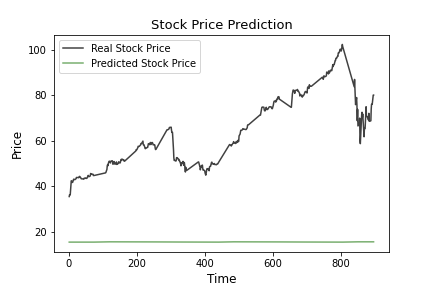 Stock Price Prediction
Real Stock Price
Predicted Stock Price
100
80
60
40
20
Price
0 200 400 600 800
Time